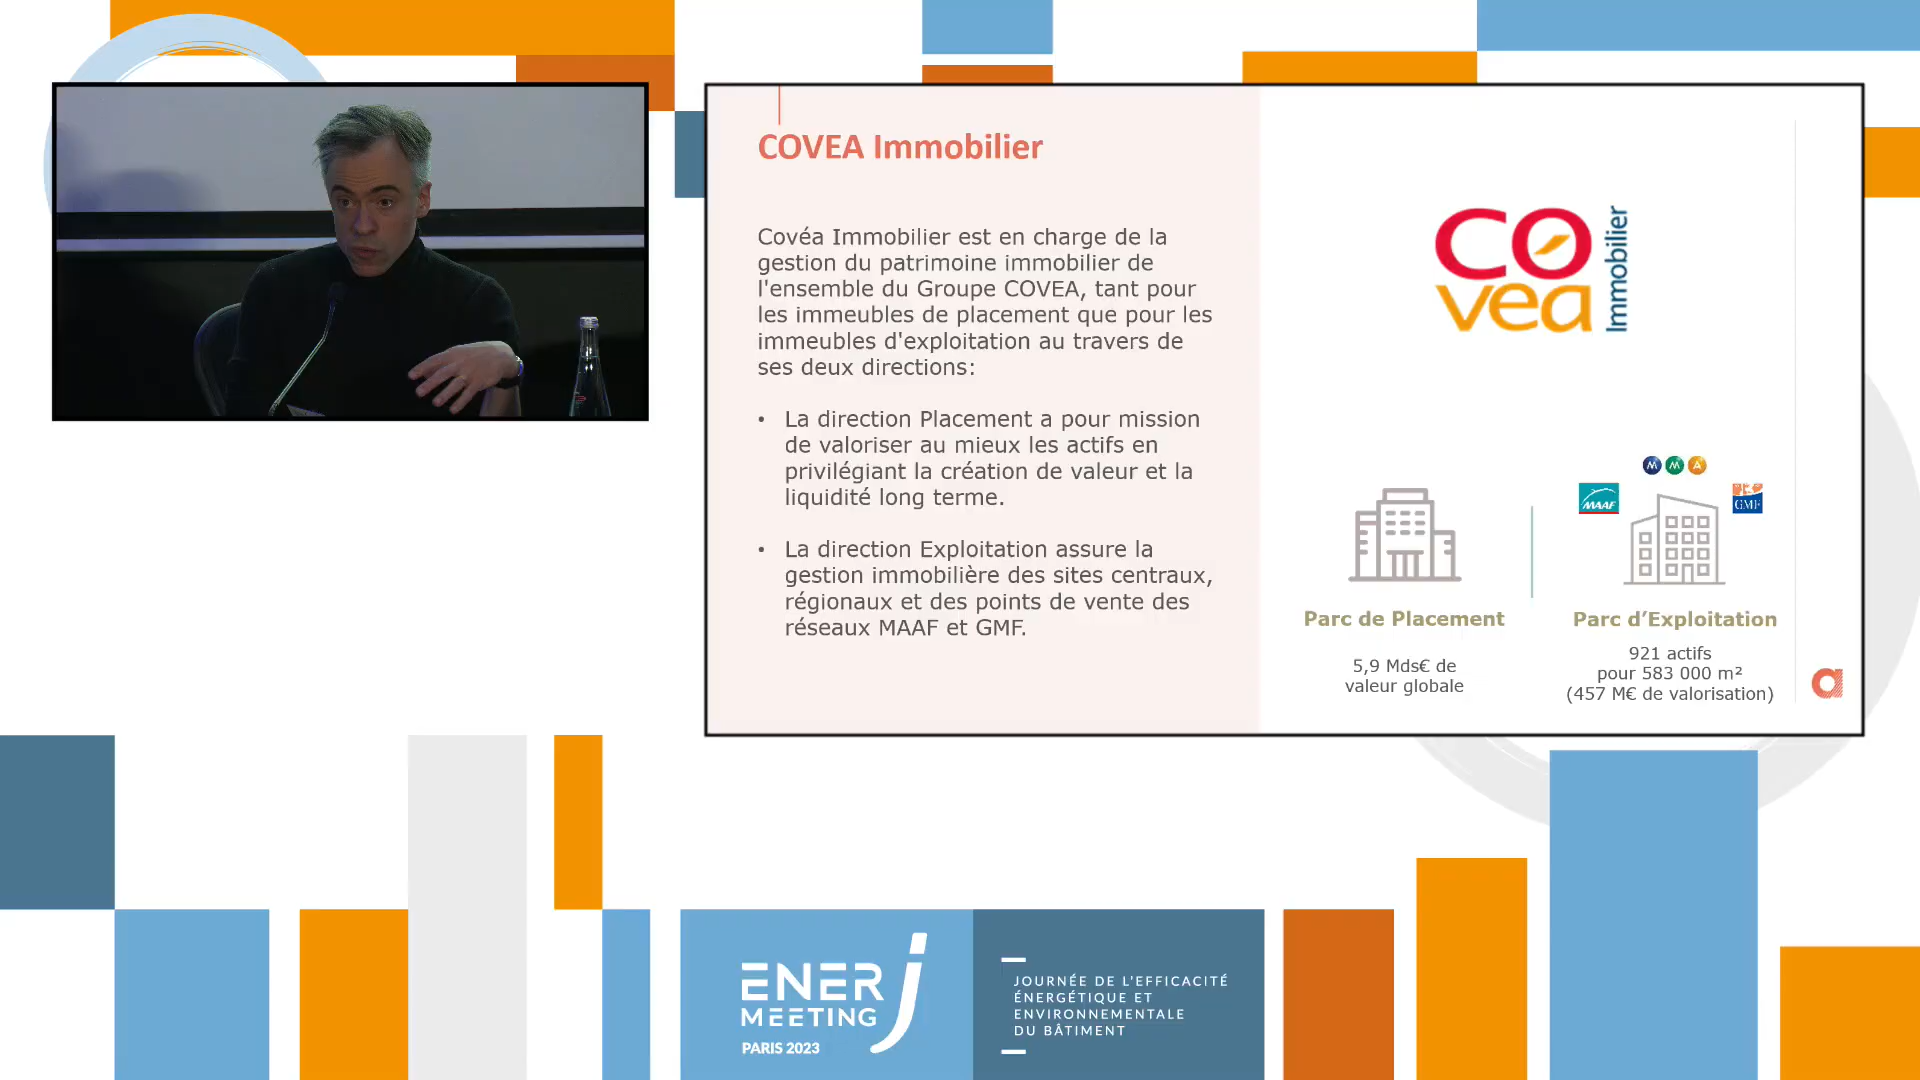 COVEA Immobilier
Covéa Immobilier est en charge de la
gestion du patrimoine immobilier de
l'ensemble du Groupe COVEA, tant pour
les immeubles de placement que pour les
immeubles d'exploitation au travers de
ses deux directions:
• La direction Placement a pour mission
de valoriser au mieux les actifs en
privilégiant la création de valeur et la
liquidité long terme.
• La direction Exploitation assure la
gestion immobilière des sites centraux,
régionaux et des points de vente des
réseaux MAAF et GMF.
covea
Immobilier
MMA
MAAF
GMF
Parc de Placement
5,9 Mds€ de
valeur globale
Parc d’Exploitation
921 actifs
pour 583 000 m²
(457 M€ de valorisation)
a
ENERJ
MEETING
PARIS 2023
JOURNÉE DE L'EFFICACITÉ
ÉNERGÉTIQUE ET
ENVIRONNEMENTALE
DU BÂTIMENT